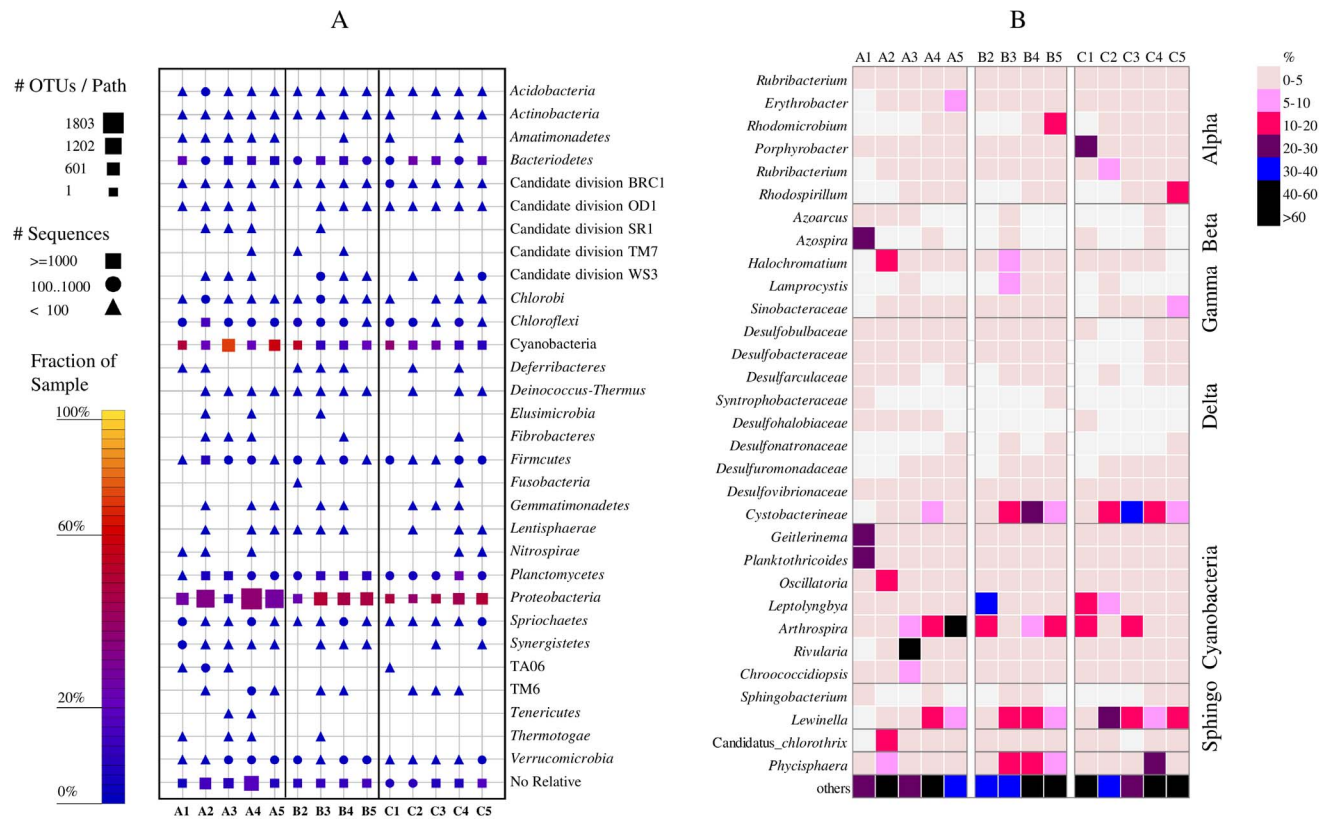 A
B
# OTUs / Path
1803
1202
601
1
# Sequences
>=1000
100..1000
< 100
Fraction of
Sample
100%
60%
20%
0%
Acidobacteria
Actinobacteria
Amatimonadetes
Bacteriodetes
Candidate division BRC1
Candidate division OD1
Candidate division SR1
Candidate division TM7
Candidate division WS3
Chlorobi
Chloroflexi
Cyanobacteria
Deferribacteres
Deinococcus-Thermus
Elusimicrobia
Fibrobacteres
Firmcutes
Fusobacteria
Gemmatimonadetes
Lentisphaerae
Nitrospirae
Planctomycetes
Proteobacteria
Spriochaetes
Synergistetes
TA06
TM6
Tenericutes
Thermotogae
Verrucomicrobia
No Relative
A1 A2 A3 A4 A5 B2 B3 B4 B5 C1 C2 C3 C4 C5
A1 A2 A3 A4 A5 B2 B3 B4 B5 C1 C2 C3 C4 C5
Rubribacterium
Erythrobacter
Rhodomicrobium
Porphyrobacter
Rubribacterium
Rhodospirillum
Azoarcus
Azospira
Halochromatium
Lamprocystis
Sinobacteraceae
Desulfobulbaceae
Desulfobacteraceae
Desulfarculaceae
Syntrophobacteraceae
Desulfohalobiaceae
Desulfonatronaceae
Desulfuromonadaceae
Desulfovibrionaceae
Cystobacterineae
Geitlerinema
Planktothricoides
Oscillatoria
Leptolyngbya
Arthrospira
Rivularia
Chroococcidiopsis
Sphingobacterium
Lewinella
Candidatus_chlorothrix
Phycisphaera
others
Alpha
Beta
Gamma
Delta
Cyanobacteria
Sphingo
%
0-5
5-10
10-20
20-30
30-40
40-60
>60